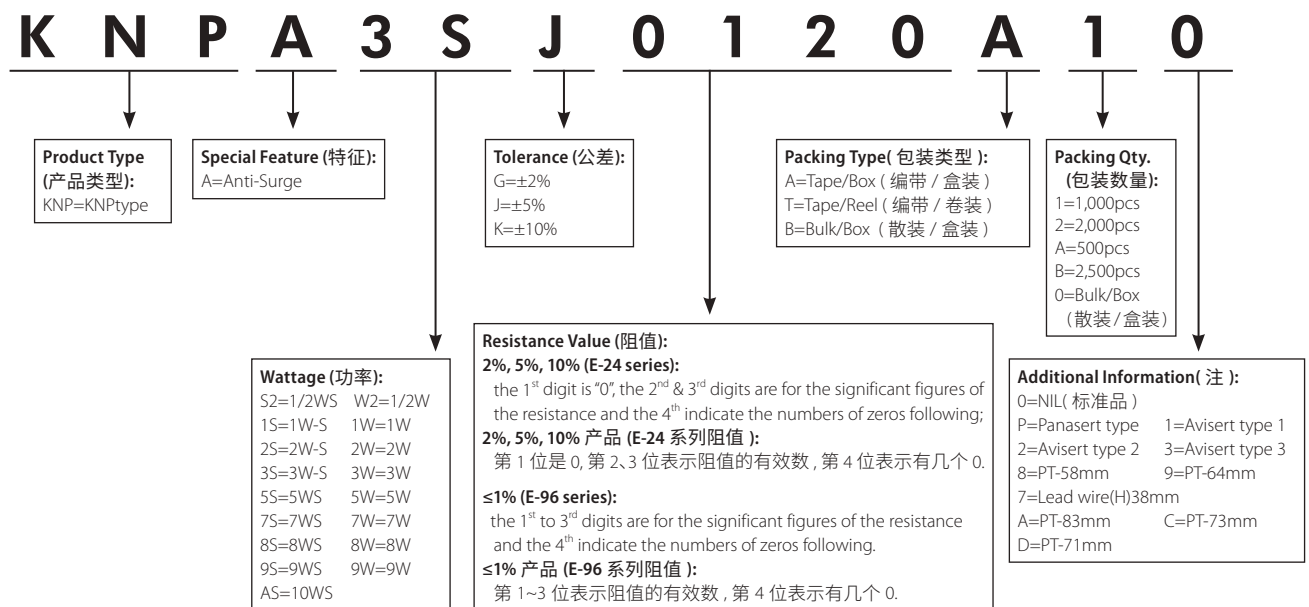 K N P A 3 S J 0 1 2 0 A 1 0
Product Type
(产品类型):
KNP=KNPtype
Special Feature (特征):
A=Anti-Surge
Tolerance (公差):
G=±2%
J=±5%
K=±10%
Packing Type( 包装类型 ):
A=Tape/Box ( 编带 / 盒装 )
T=Tape/Reel ( 编带 / 卷装 )
B=Bulk/Box ( 散装 / 盒装 )
Packing Qty.
(包装数量):
1=1,000pcs
2=2,000pcs
A=500pcs
B=2,500pcs
0=Bulk/Box
(散装/盒装)
Wattage (功率):
S2=1/2WS W2=1/2W
1S=1W-S 1W=1W
2S=2W-S 2W=2W
3S=3W-S 3W=3W
5S=5WS 5W=5W
7S=7WS 7W=7W
8S=8WS 8W=8W
9S=9WS 9W=9W
AS=10WS
Resistance Value (阻值):
2%, 5%, 10% (E-24 series):
the 1st digit is "0", the 2nd & 3rd digits are for the significant figures of
the resistance and the 4th indicate the numbers of zeros following;
2%, 5%, 10% 产品 (E-24 系列阻值 ):
第 1 位是 0, 第 2、3 位表示阻值的有效数 , 第 4 位表示有几个 0.
≤1% (E-96 series):
the 1st to 3rd digits are for the significant figures of the resistance
and the 4th indicate the numbers of zeros following.
≤1% 产品 (E-96 系列阻值 ):
第 1~3 位表示阻值的有效数 , 第 4 位表示有几个 0.
Additional Information( 注 ):
0=NIL( 标准品 )
P=Panasert type 1=Avisert type 1
2=Avisert type 2 3=Avisert type 3
8=PT-58mm 9=PT-64mm
7=Lead wire(H)38mm
A=PT-83mm C=PT-73mm
D=PT-71mm